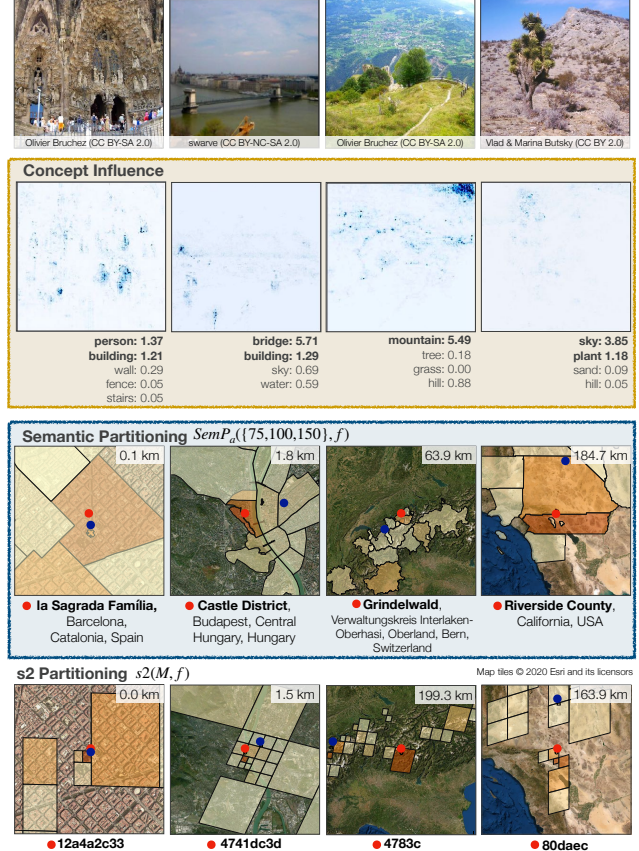 Olivier Bruchez (CC BY-SA 2.0)
swarve (CC BY-NC-SA 2.0)
Olivier Bruchez (CC BY-SA 2.0)
Vlad & Marina Butsky (CC BY 2.0)
Concept Influence
person: 1.37
building: 1.21
wall: 0.29
fence: 0.05
stairs: 0.05
bridge: 5.71
building: 1.29
sky: 0.69
water: 0.59
mountain: 5.49
tree: 0.18
grass: 0.00
hill: 0.88
sky: 3.85
plant 1.18
sand: 0.09
hill: 0.05
Semantic Partitioning SemPₐ({75,100,150}, f)
0.1 km
1.8 km
63.9 km
184.7 km
la Sagrada Família,
Barcelona,
Catalonia, Spain
Castle District,
Budapest, Central
Hungary, Hungary
Grindelwald,
Verwaltungskreis Interlaken-
Oberhasi, Oberland, Bern,
Switzerland
Riverside County,
California, USA
s2 Partitioning s2(M, f)
Map tiles © 2020 Esri and its licensors
0.0 km
1.5 km
199.3 km
163.9 km
12a4a2c33
4741dc3d
4783c
80daec